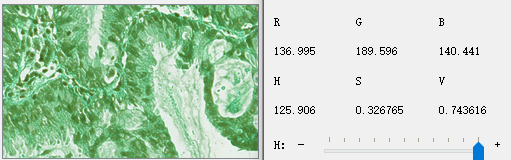 R G B
136.995 189.596 140.441
H S V
125.906 0.326765 0.743616
H: − +